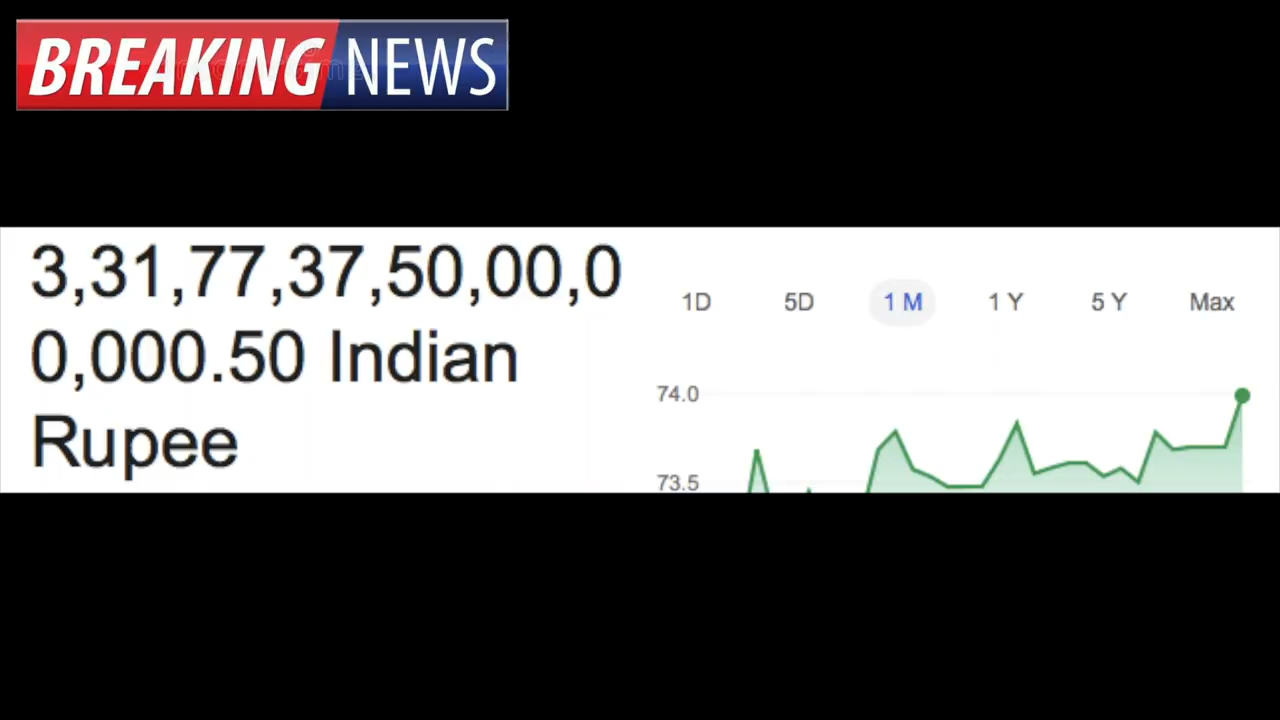 BREAKING NEWS
3,31,77,37,50,00,0
0,000.50 Indian
Rupee
1D 5D 1 M 1 Y 5 Y Max
74.0
73.5